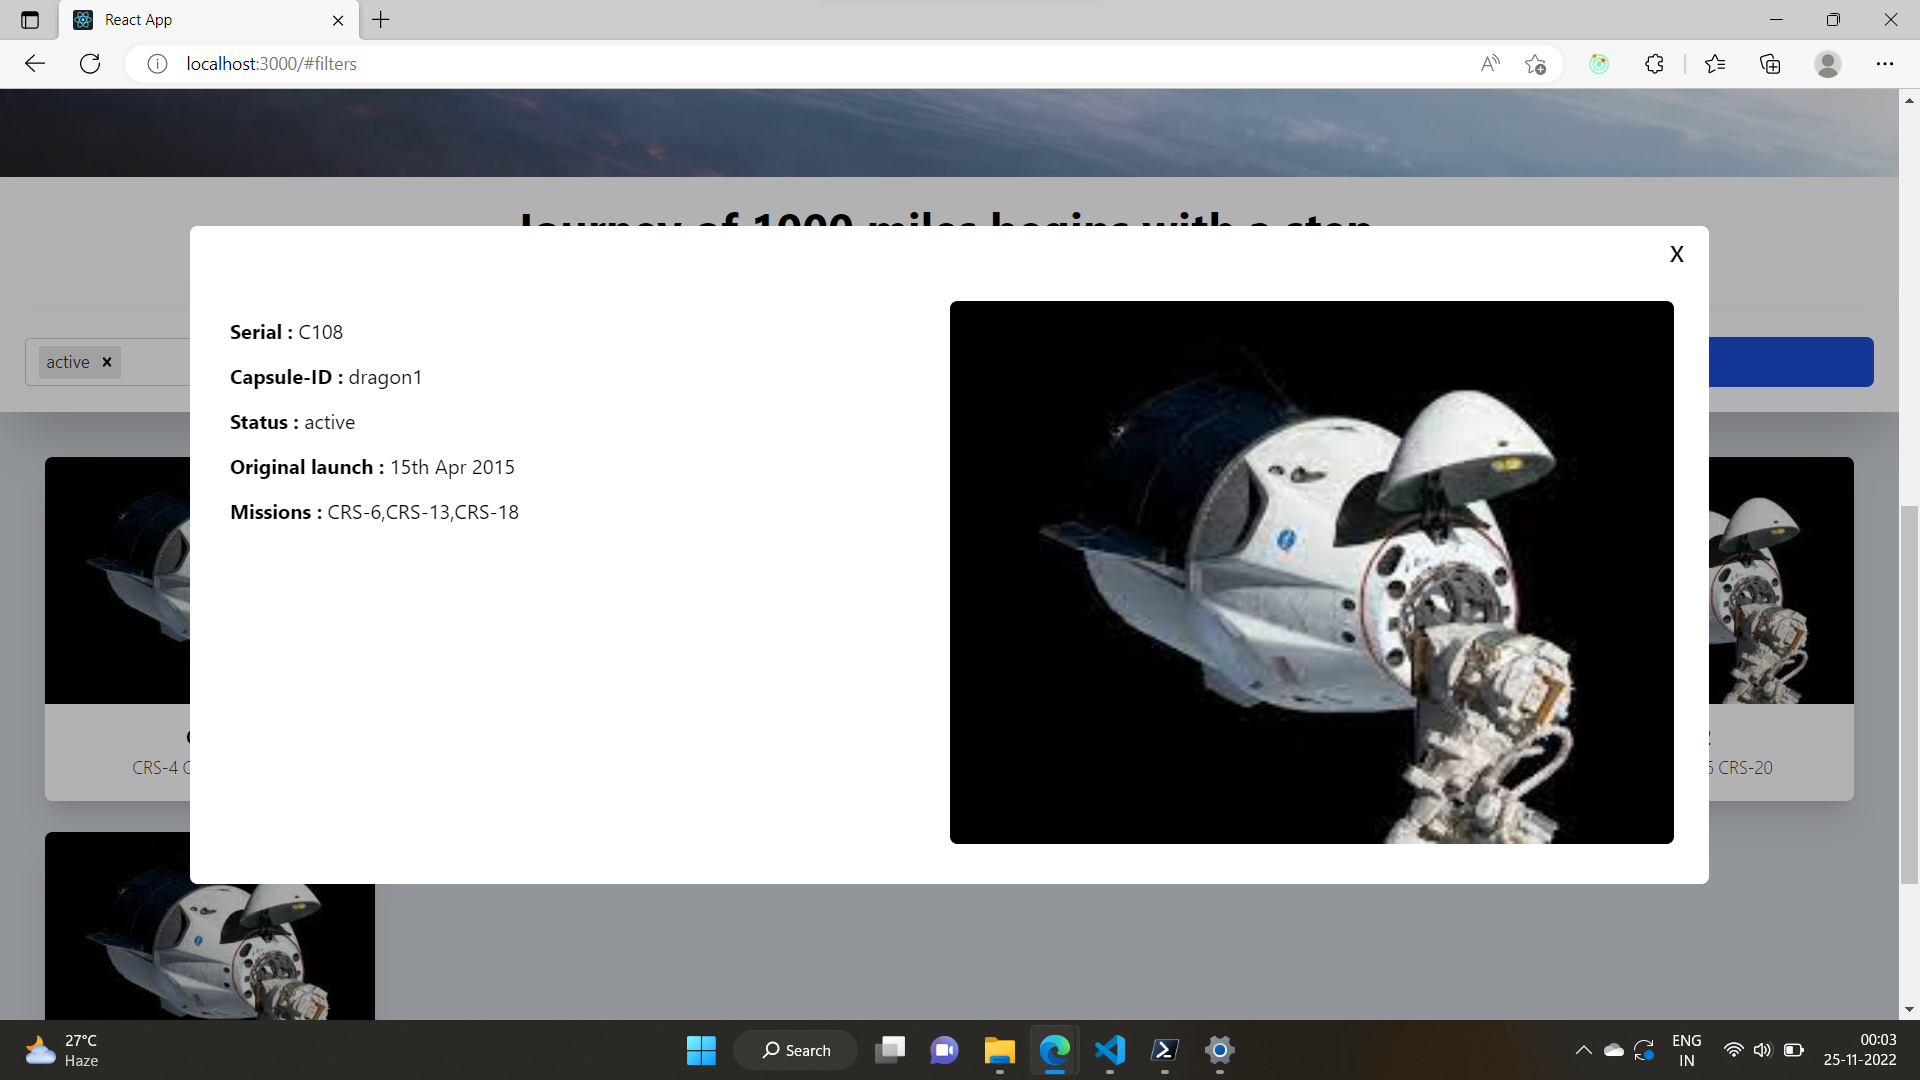 React App
localhost:3000/#filters
Journey of 1000 miles begins with a step
X
active ×
Serial : C108
Capsule-ID : dragon1
Status : active
Original launch : 15th Apr 2015
Missions : CRS-6,CRS-13,CRS-18
CRS-4
CRS-20
27°C
Haze
Search
ENG
IN
00:03
25-11-2022